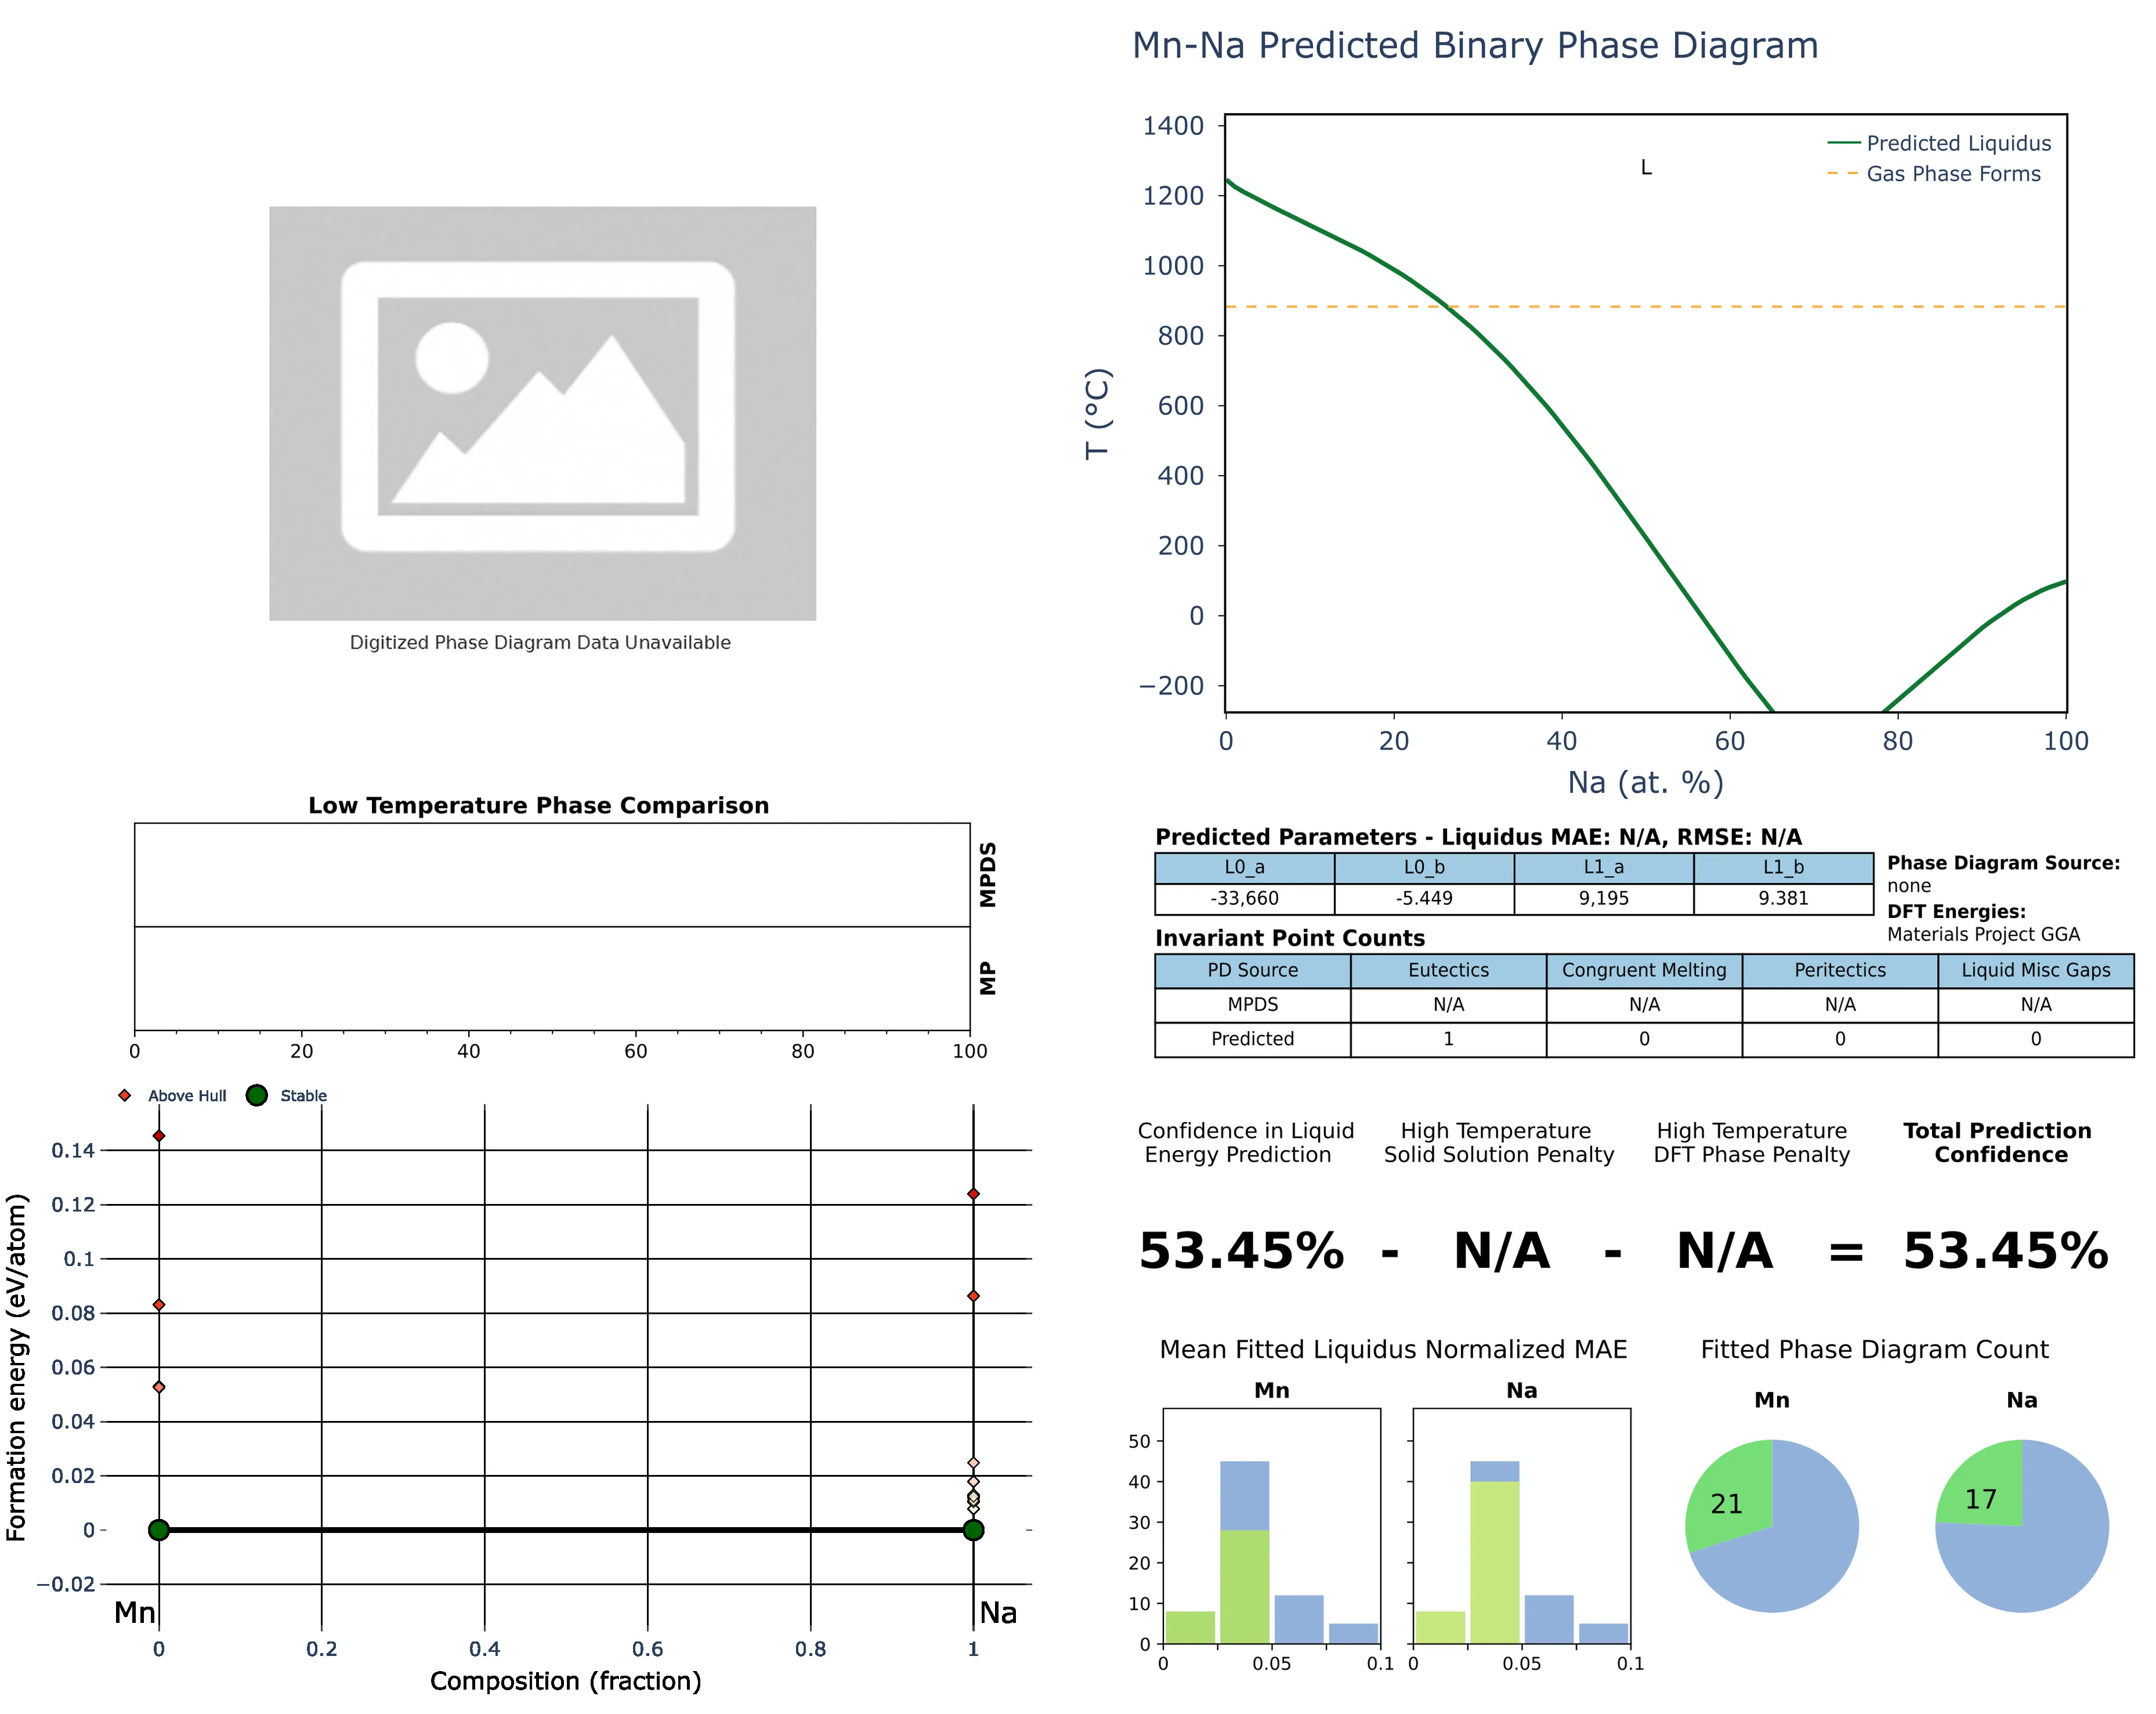 Mn-Na Predicted Binary Phase Diagram
1400
1200
1000
800
600
400
200
0
−200
T (°C)
L
Predicted Liquidus
Gas Phase Forms
0 20 40 60 80 100
Na (at. %)
Digitized Phase Diagram Data Unavailable
Low Temperature Phase Comparison
MPDS
MP
0 20 40 60 80 100
Predicted Parameters - Liquidus MAE: N/A, RMSE: N/A
L0_a L0_b L1_a L1_b
-33,660 -5.449 9,195 9.381
Phase Diagram Source:
none
DFT Energies:
Materials Project GGA
Invariant Point Counts
PD Source Eutectics Congruent Melting Peritectics Liquid Misc Gaps
MPDS N/A N/A N/A N/A
Predicted 1 0 0 0
Above Hull Stable
0.14
0.12
0.1
0.08
0.06
0.04
0.02
0
−0.02
Formation energy (eV/atom)
Mn Na
0 0.2 0.4 0.6 0.8 1
Composition (fraction)
Confidence in Liquid
Energy Prediction
High Temperature
Solid Solution Penalty
High Temperature
DFT Phase Penalty
Total Prediction
Confidence
53.45% - N/A - N/A = 53.45%
Mean Fitted Liquidus Normalized MAE
Mn Na
50
40
30
20
10
0
0 0.05 0.1 0 0.05 0.1
Fitted Phase Diagram Count
Mn Na
21 17